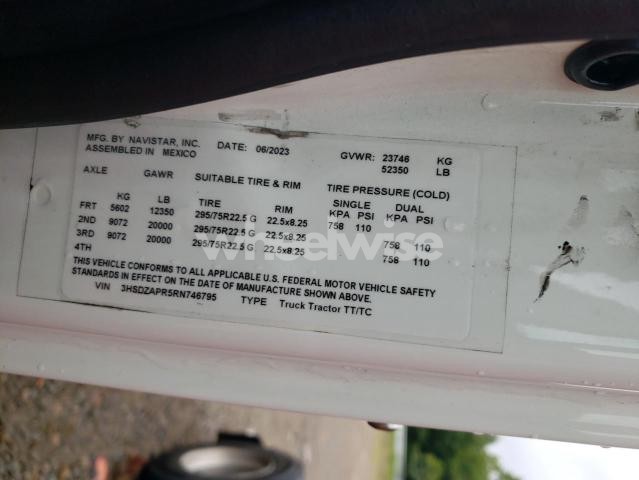 MFG. BY NAVISTAR, INC. DATE: 06/2023 GVWR: 23746 KG
ASSEMBLED IN MEXICO 52350 LB
AXLE GAWR SUITABLE TIRE & RIM TIRE PRESSURE (COLD)
KG LB TIRE RIM SINGLE DUAL
KPA PSI KPA PSI
FRT 5602 12350 295/75R22.5 G 22.5x8.25 758 110
2ND 9072 20000 295/75R22.5 G 22.5x8.25 758 110
3RD 9072 20000 295/75R22.5 G 22.5x8.25 758 110
4TH
THIS VEHICLE CONFORMS TO ALL APPLICABLE U.S. FEDERAL MOTOR VEHICLE SAFETY
STANDARDS IN EFFECT ON THE DATE OF MANUFACTURE SHOWN ABOVE.
VIN 3HSDZAPR5RN746795 TYPE Truck Tractor TT/TC
wheelwise